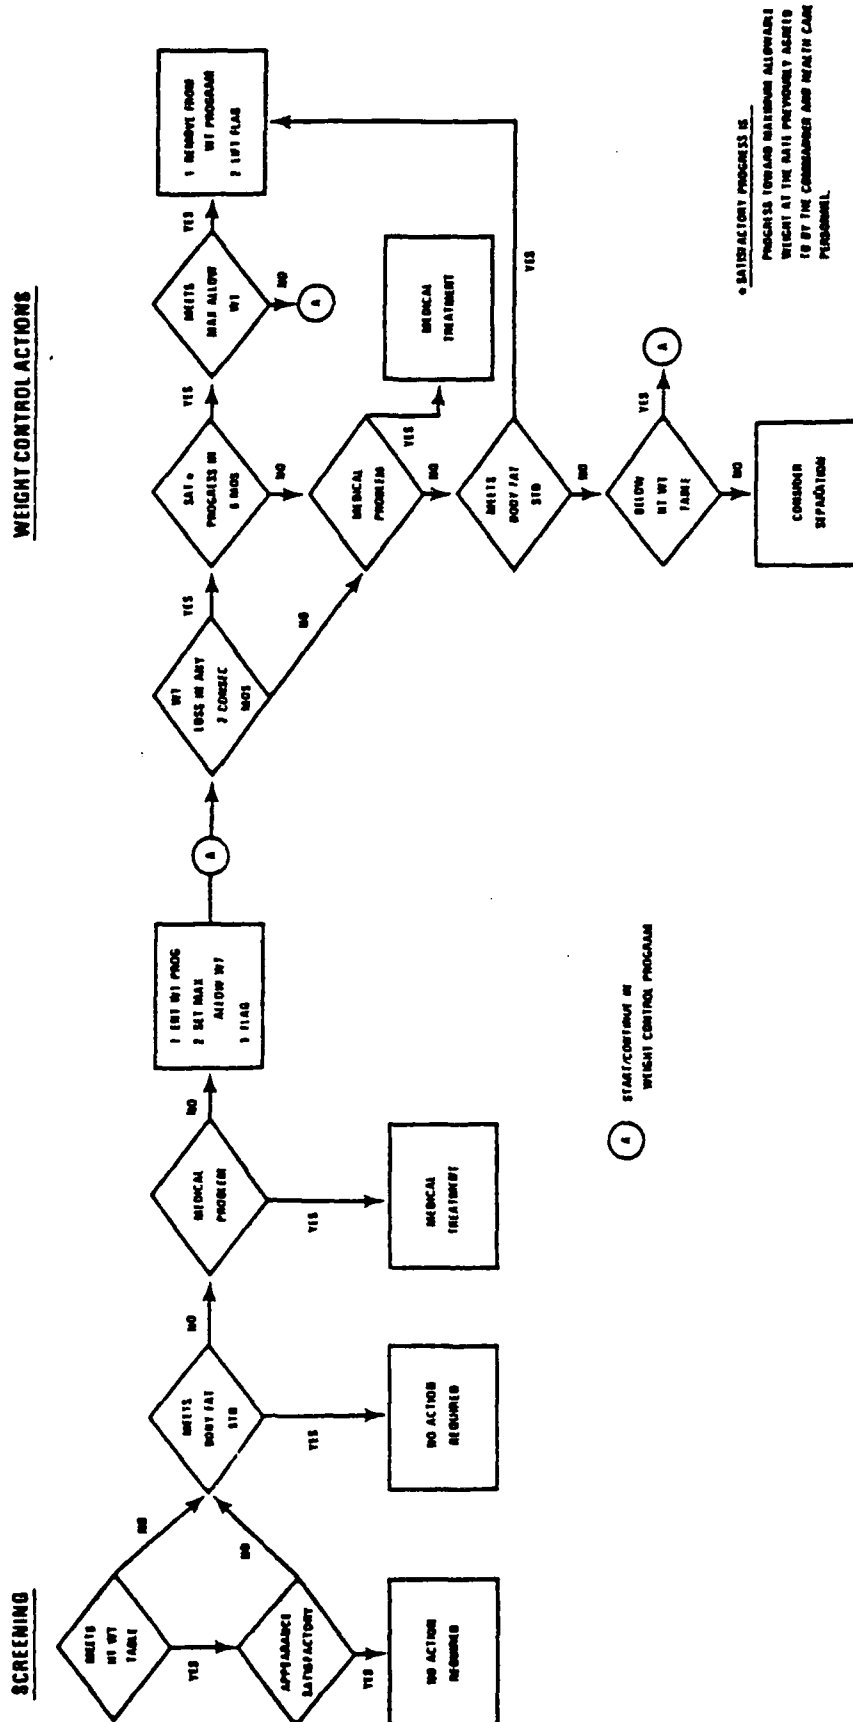 SCREENING
MEETS
HT WT
TABLE
NO
YES
APPEARANCE
SATISFACTORY
NO
YES
NO ACTION
REQUIRED
MEETS
BODY FAT
STD
NO
YES
NO ACTION
REQUIRED
MEDICAL
PROBLEM
NO
YES
MEDICAL
TREATMENT
1 ENT WT PROG
2 SET MAX
ALLOW WT
3 FLAG
A
A
START/CONTINUE IN
WEIGHT CONTROL PROGRAM
WEIGHT CONTROL ACTIONS
WT
LOSS IN ANY
2 CONSEC
MOS
YES
NO
SAT *
PROGRESS IN
6 MOS
YES
NO
MEETS
MAX ALLOW
WT
YES
NO
A
1 REMOVE FROM
WT PROGRAM
2 LIFT FLAG
MEDICAL
PROBLEM
YES
NO
MEDICAL
TREATMENT
MEETS
BODY FAT
STD
YES
NO
BELOW
HT WT
TABLE
YES
A
NO
CONSIDER
SEPARATION
* SATISFACTORY PROGRESS IS
PROGRESS TOWARD MAXIMUM ALLOWABLE
WEIGHT AT THE RATE PREVIOUSLY AGREED
TO BY THE COMMANDER AND HEALTH CARE
PERSONNEL.